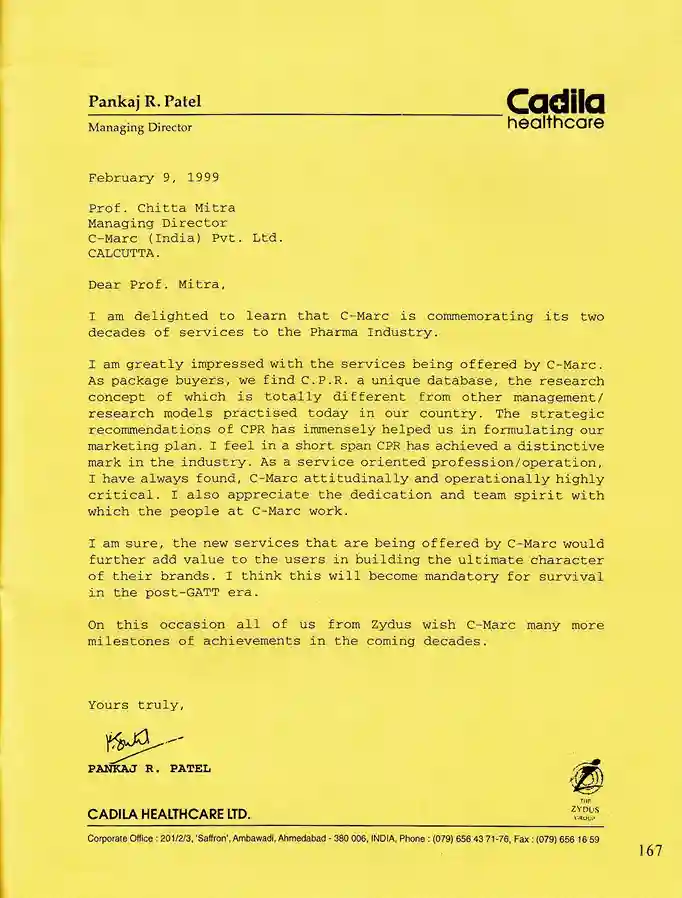 Pankaj R. Patel
Managing Director
Cadila
healthcare
February 9, 1999
Prof. Chitta Mitra
Managing Director
C-Marc (India) Pvt. Ltd.
CALCUTTA.
Dear Prof. Mitra,
I am delighted to learn that C-Marc is commemorating its two
decades of services to the Pharma Industry.
I am greatly impressed with the services being offered by C-Marc.
As package buyers, we find C.P.R. a unique database, the research
concept of which is totally different from other management/
research models practised today in our country. The strategic
recommendations of CPR has immensely helped us in formulating our
marketing plan. I feel in a short span CPR has achieved a distinctive
mark in the industry. As a service oriented profession/operation,
I have always found, C-Marc attitudinally and operationally highly
critical. I also appreciate the dedication and team spirit with
which the people at C-Marc work.
I am sure, the new services that are being offered by C-Marc would
further add value to the users in building the ultimate character
of their brands. I think this will become mandatory for survival
in the post-GATT era.
On this occasion all of us from Zydus wish C-Marc many more
milestones of achievements in the coming decades.
Yours truly,
PANKAJ R. PATEL
THE
ZYDUS
GROUP
CADILA HEALTHCARE LTD.
Corporate Office : 201/2/3, 'Saffron', Ambawadi, Ahmedabad - 380 006, INDIA, Phone : (079) 656 43 71-76, Fax : (079) 656 16 59
167